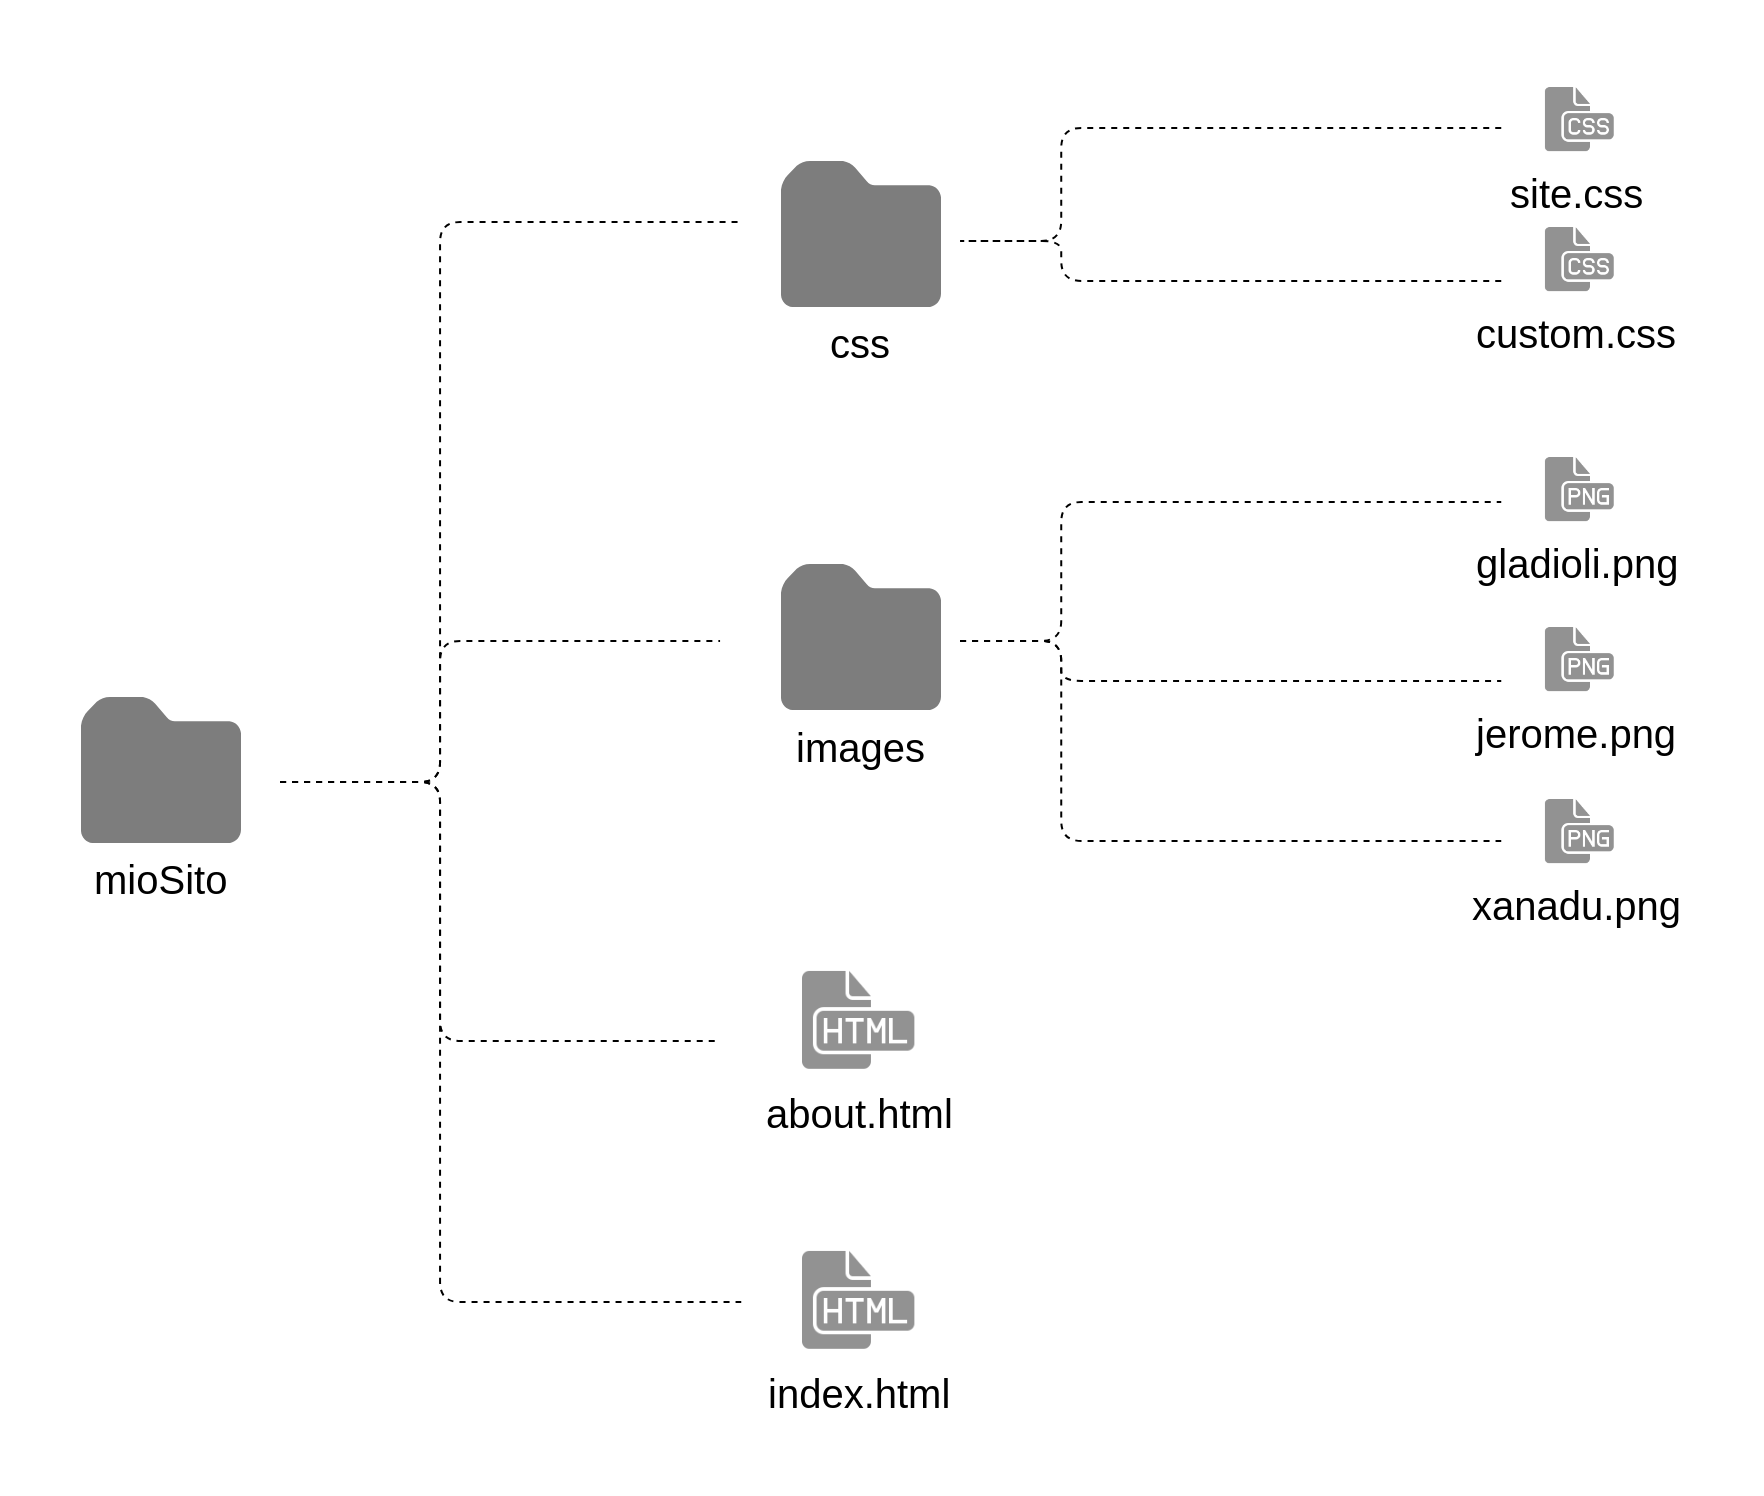 CSS
site.css
CSS
custom.css
css
PNG
gladioli.png
PNG
jerome.png
images
PNG
xanadu.png
mioSito
HTML
about.html
HTML
index.html